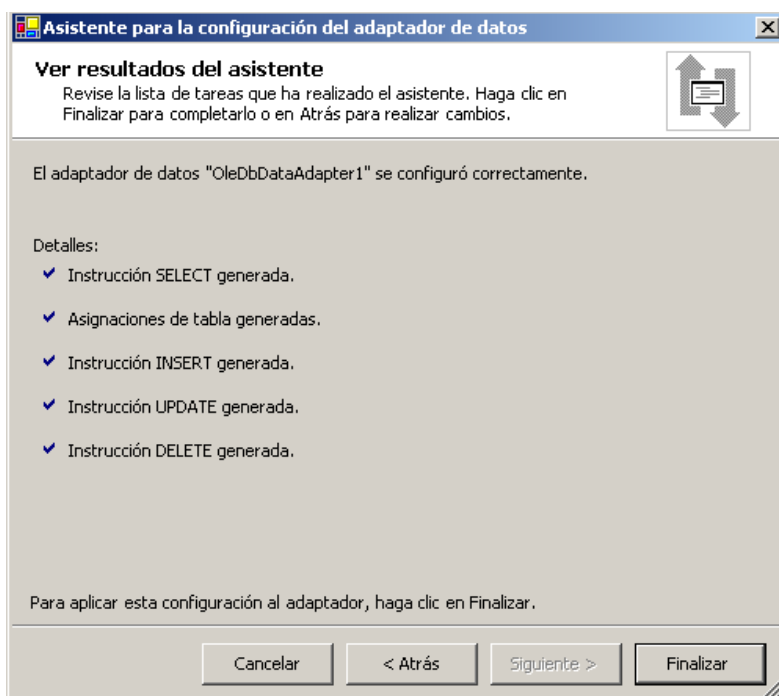 Asistente para la configuración del adaptador de datos
Ver resultados del asistente
Revise la lista de tareas que ha realizado el asistente. Haga clic en
Finalizar para completarlo o en Atrás para realizar cambios.
El adaptador de datos "OleDbDataAdapter1" se configuró correctamente.
Detalles:
Instrucción SELECT generada.
Asignaciones de tabla generadas.
Instrucción INSERT generada.
Instrucción UPDATE generada.
Instrucción DELETE generada.
Para aplicar esta configuración al adaptador, haga clic en Finalizar.
Cancelar
< Atrás
Siguiente >
Finalizar